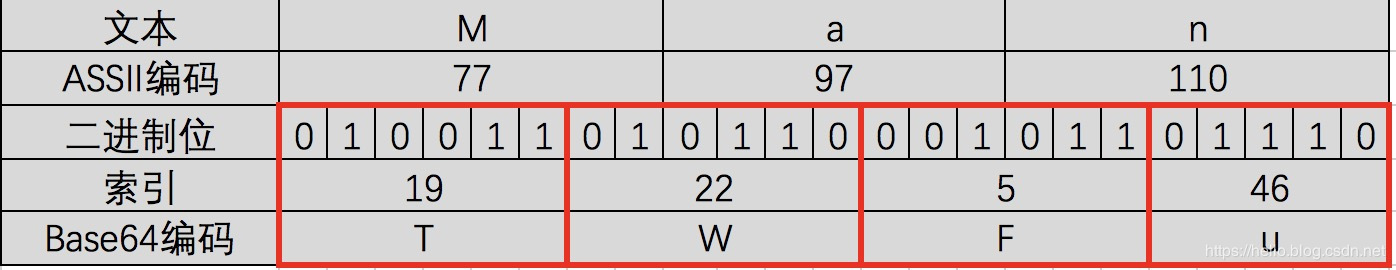 文本 M a n
ASSII编码 77 97 110
二进制位 0 1 0 0 1 1 0 1 0 1 1 0 0 0 1 0 1 1 0 1 1 1 0
索引 19 22 5 46
Base64编码 T W F u
https://hello.blog.csdn.net